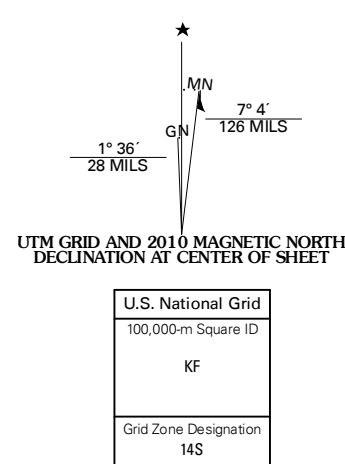 MN
7° 4´
126 MILS
GN
1° 36´
28 MILS
UTM GRID AND 2010 MAGNETIC NORTH
DECLINATION AT CENTER OF SHEET
U.S. National Grid
100,000-m Square ID
KF
Grid Zone Designation
14S